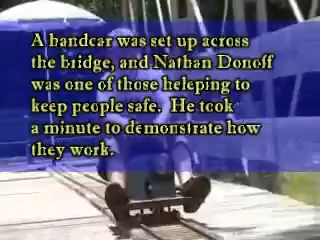 A handcar was set up across
the bridge, and Nathan Donoff
was one of those heleping to
keep people safe.  He took
a minute to demonstrate how
they work.